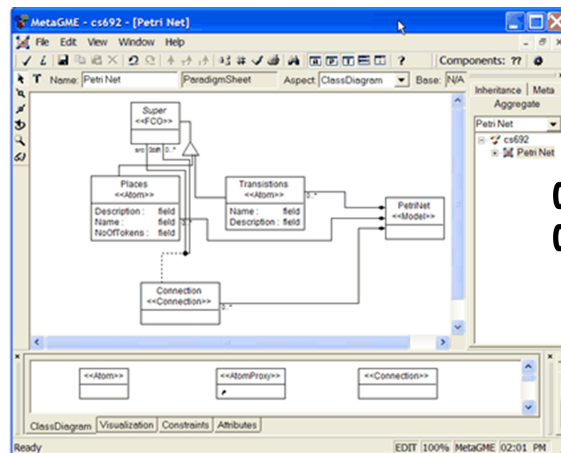 MetaGME - cs692 - [Petri Net]
File Edit View Window Help
Components: ??
Name: Petri Net ParadigmSheet Aspect ClassDiagram Base: N/A
Inheritance Meta
Aggregate
Petri Net
cs692
Petri Net
Super
<<FCO>>
src dst 0..*
Places
<<Atom>>
Description : field
Name : field
NoOfTokens : field
0..*
Transistions
<<Atom>>
Name : field
Description : field
0..*
PetriNet
<<Model>>
Connection
<<Connection>>
0..*
<<Atom>>
<<AtomProxy>>
<<Connection>>
ClassDiagram Visualization Constraints Attributes
Ready
EDIT 100% MetaGME 02:01 PM